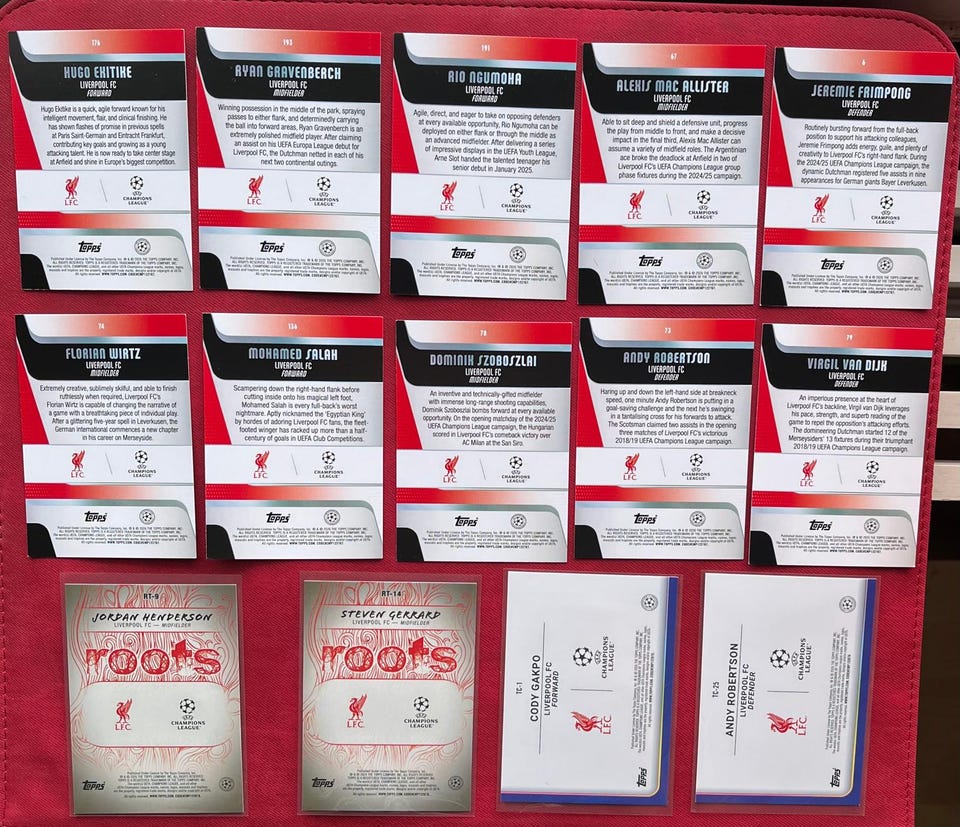 176
HUGO EKITIKE
LIVERPOOL FC
FORWARD
Hugo Ekitike is a quick, agile forward known for his
intelligent movement, flair, and clinical finishing. He
has shown flashes of promise in previous spells
at Paris Saint-Germain and Eintracht Frankfurt,
contributing key goals and growing as a young
attacking talent. He is now ready to take center stage
at Anfield and shine in Europe's biggest competition.
L.F.C.
CHAMPIONS
LEAGUE
Topps
193
RYAN GRAVENBERCH
LIVERPOOL FC
MIDFIELDER
Winning possession in the middle of the park, spraying
passes to either flank, and determinedly carrying
the ball into forward areas, Ryan Gravenberch is an
extremely polished midfield player. After claiming
an assist on his UEFA Europa League debut for
Liverpool FC, the Dutchman netted in each of his
next two continental outings.
L.F.C.
CHAMPIONS
LEAGUE
Topps
191
RIO NGUMOHA
LIVERPOOL FC
FORWARD
Agile, direct, and eager to take on opposing defenders
at every available opportunity, Rio Ngumoha can be
deployed on either flank or through the middle as
an advanced midfielder. After delivering a series
of impressive displays in the UEFA Youth League,
Arne Slot handed the talented teenager his
senior debut in January 2025.
L.F.C.
CHAMPIONS
LEAGUE
Topps
67
ALEXIS MAC ALLISTER
LIVERPOOL FC
MIDFIELDER
Able to sit deep and shield a defensive unit, progress
the play from middle to front, and make a decisive
impact in the final third, Alexis Mac Allister can
assume a variety of midfield roles. The Argentinian
ace broke the deadlock at Anfield in two of
Liverpool FC's UEFA Champions League group
phase fixtures during the 2024/25 campaign.
L.F.C.
CHAMPIONS
LEAGUE
Topps
6
JEREMIE FRIMPONG
LIVERPOOL FC
DEFENDER
Routinely bursting forward from the full-back
position to support his attacking colleagues,
Jeremie Frimpong adds energy, guile, and plenty of
creativity to Liverpool FC's right-hand flank. During
the 2024/25 UEFA Champions League campaign, the
dynamic Dutchman registered five assists in nine
appearances for German giants Bayer Leverkusen.
L.F.C.
CHAMPIONS
LEAGUE
Topps
74
FLORIAN WIRTZ
LIVERPOOL FC
MIDFIELDER
Extremely creative, sublimely skilful, and able to finish
ruthlessly when required, Liverpool FC's
Florian Wirtz is capable of changing the narrative of
a game with a breathtaking piece of individual play.
After a glittering five-year spell in Leverkusen, the
German international commences a new chapter
in his career on Merseyside.
L.F.C.
CHAMPIONS
LEAGUE
Topps
136
MOHAMED SALAH
LIVERPOOL FC
FORWARD
Scampering down the right-hand flank before
cutting inside onto his magical left foot,
Mohamed Salah is every full-back's worst
nightmare. Aptly nicknamed the 'Egyptian King'
by hordes of adoring Liverpool FC fans, the fleet-
footed winger has racked up more than a half-
century of goals in UEFA Club Competitions.
L.F.C.
CHAMPIONS
LEAGUE
Topps
78
DOMINIK SZOBOSZLAI
LIVERPOOL FC
MIDFIELDER
An inventive and technically-gifted midfielder
with immense long-range shooting capabilities,
Dominik Szoboszlai bombs forward at every available
opportunity. On the opening matchday of the 2024/25
UEFA Champions League campaign, the Hungarian
scored in Liverpool FC's comeback victory over
AC Milan at the San Siro.
L.F.C.
CHAMPIONS
LEAGUE
Topps
73
ANDY ROBERTSON
LIVERPOOL FC
DEFENDER
Haring up and down the left-hand side at breakneck
speed, one minute Andy Robertson is putting in a
goal-saving challenge and the next he's swinging
in a tantalising cross for his forwards to attack.
The Scotsman claimed two assists in the opening
three matches of Liverpool FC's victorious
2018/19 UEFA Champions League campaign.
L.F.C.
CHAMPIONS
LEAGUE
Topps
79
VIRGIL VAN DIJK
LIVERPOOL FC
DEFENDER
An imperious presence at the heart of
Liverpool FC's backline, Virgil van Dijk leverages
his pace, strength, and superb reading of the
game to repel the opposition's attacking efforts.
The domineering Dutchman started 12 of the
Merseysiders' 13 fixtures during their triumphant
2018/19 UEFA Champions League campaign.
L.F.C.
CHAMPIONS
LEAGUE
Topps
RT-9
JORDAN HENDERSON
LIVERPOOL FC — MIDFIELDER
roots
L.F.C.
CHAMPIONS
LEAGUE
Topps
RT-14
STEVEN GERRARD
LIVERPOOL FC — MIDFIELDER
roots
L.F.C.
CHAMPIONS
LEAGUE
Topps
TC-1
CODY GAKPO
LIVERPOOL FC
FORWARD
L.F.C.
CHAMPIONS
LEAGUE
Topps
TC-25
ANDY ROBERTSON
LIVERPOOL FC
DEFENDER
L.F.C.
CHAMPIONS
LEAGUE
Topps